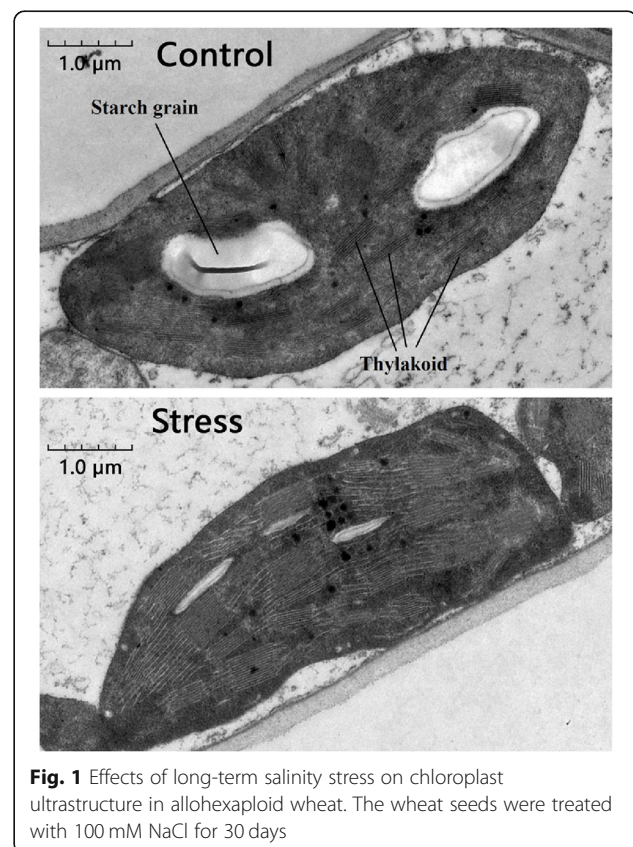 1.0 µm
Control
Starch grain
Thylakoid
Stress
1.0 µm
Fig. 1 Effects of long-term salinity stress on chloroplast
ultrastructure in allohexaploid wheat. The wheat seeds were treated
with 100 mM NaCl for 30 days